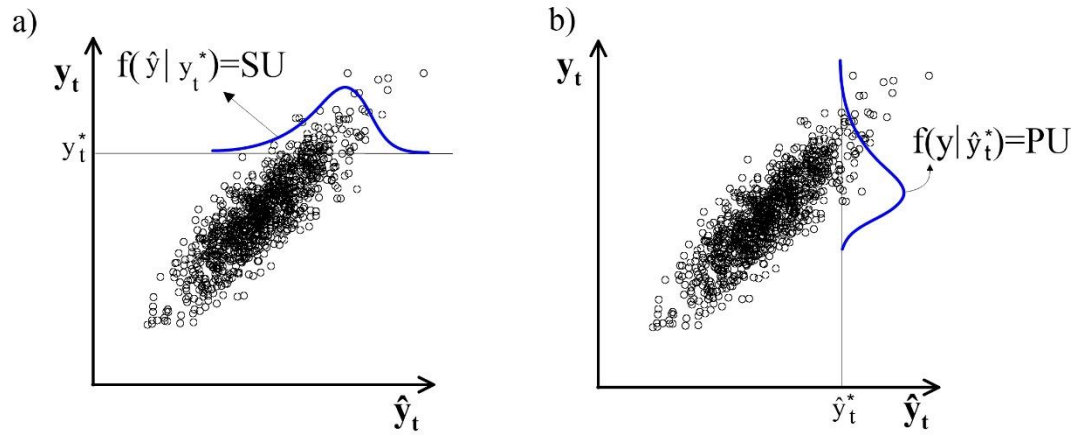 a)
y_t
f(ŷ|y_t^*)=SU
y_t^*
ŷ_t
b)
y_t
f(y|ŷ_t^*)=PU
ŷ_t^*
ŷ_t